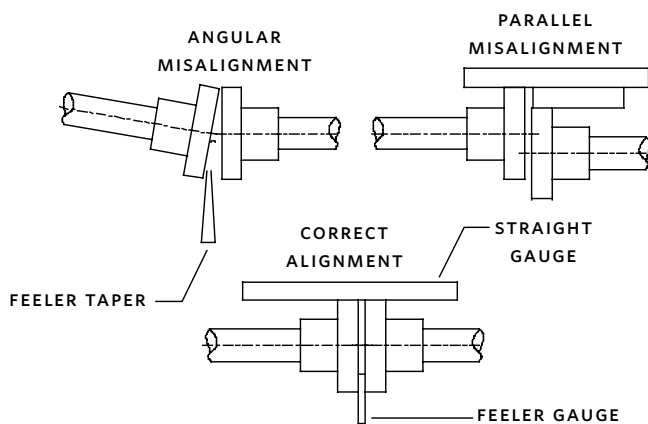 ANGULAR
MISALIGNMENT
PARALLEL
MISALIGNMENT
CORRECT
ALIGNMENT
STRAIGHT
GAUGE
FEELER TAPER
FEELER GAUGE